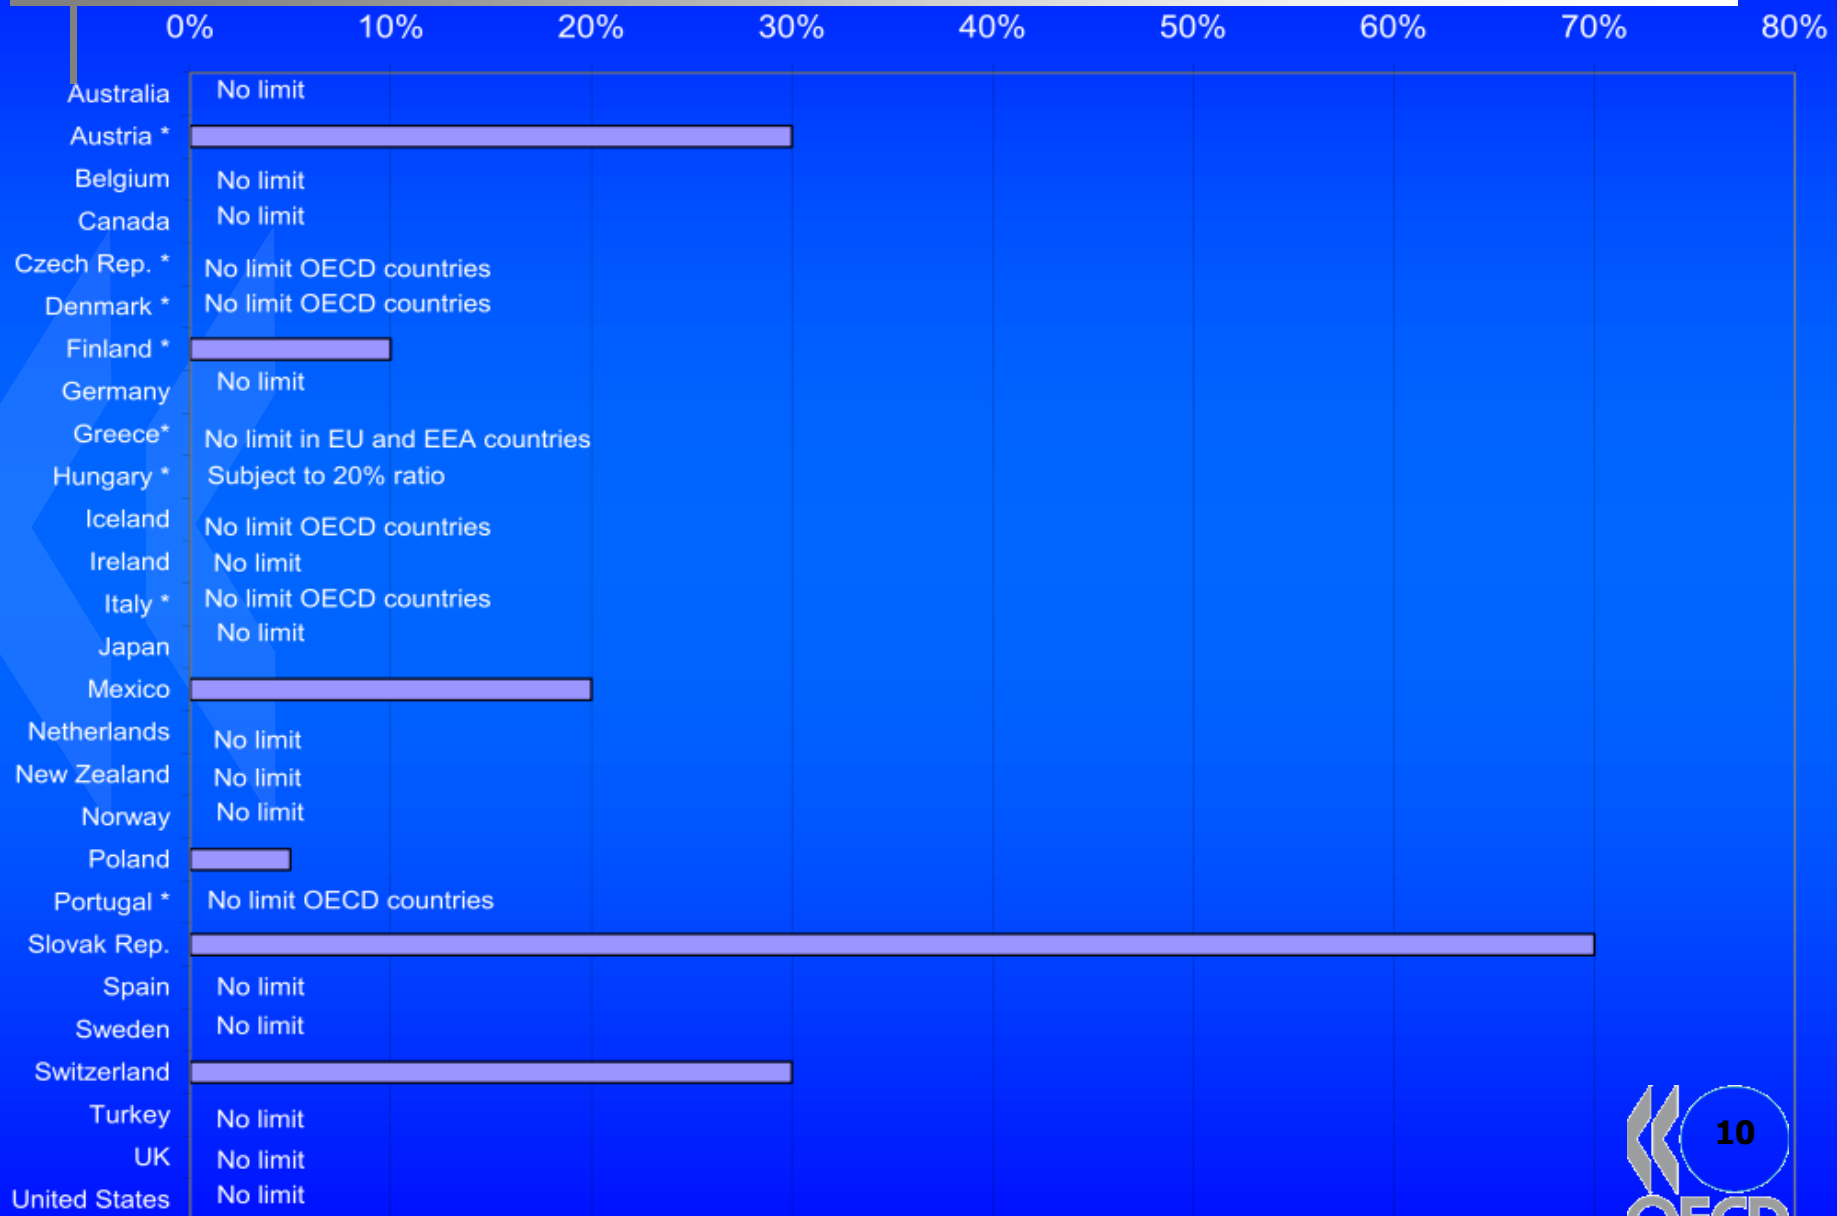 0% 10% 20% 30% 40% 50% 60% 70% 80%
Australia No limit
Austria *
Belgium No limit
Canada No limit
Czech Rep. * No limit OECD countries
Denmark * No limit OECD countries
Finland *
Germany No limit
Greece* No limit in EU and EEA countries
Hungary * Subject to 20% ratio
Iceland No limit OECD countries
Ireland No limit
Italy * No limit OECD countries
Japan No limit
Mexico
Netherlands No limit
New Zealand No limit
Norway No limit
Poland
Portugal * No limit OECD countries
Slovak Rep.
Spain No limit
Sweden No limit
Switzerland
Turkey No limit
UK No limit
United States No limit
10
OECD